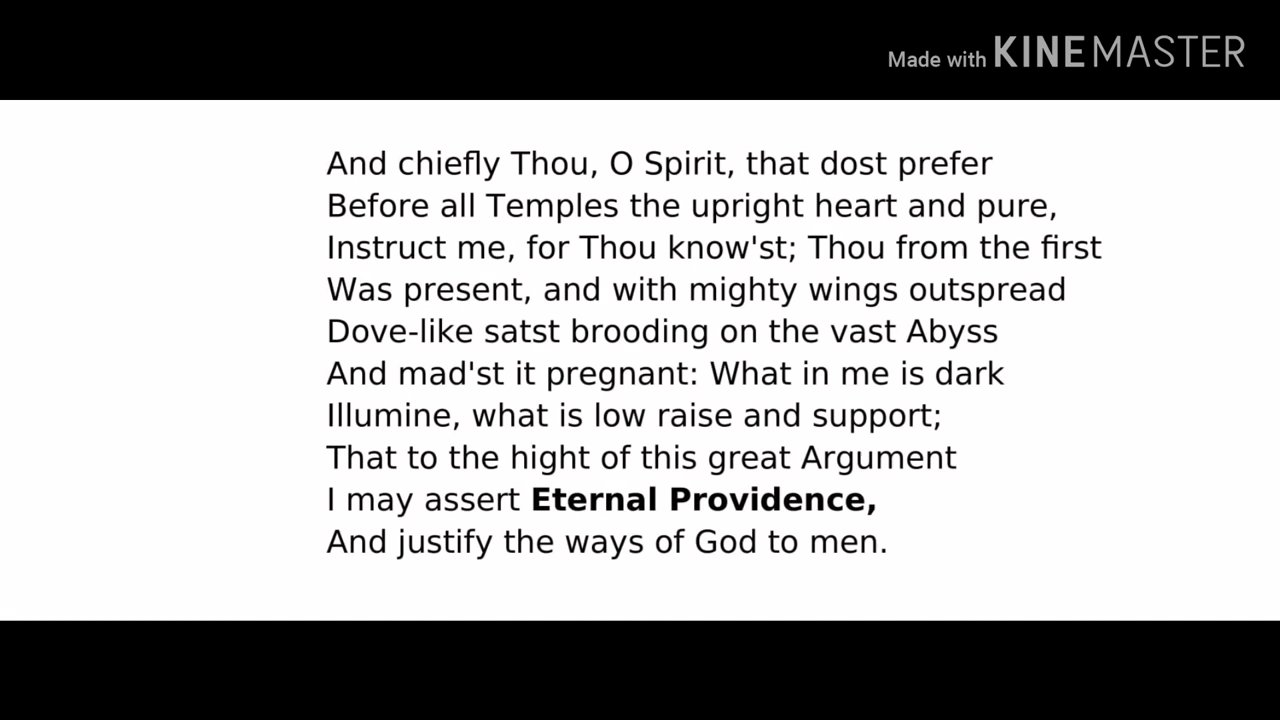 Made with KINEMASTER
And chiefly Thou, O Spirit, that dost prefer
Before all Temples the upright heart and pure,
Instruct me, for Thou know'st; Thou from the first
Was present, and with mighty wings outspread
Dove-like satst brooding on the vast Abyss
And mad'st it pregnant: What in me is dark
Illumine, what is low raise and support;
That to the hight of this great Argument
I may assert Eternal Providence,
And justify the ways of God to men.